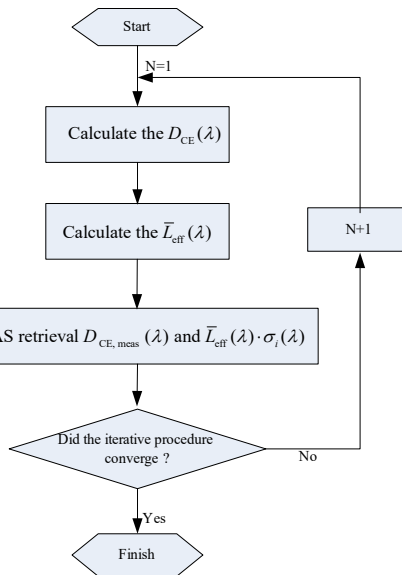 Start
N=1
Calculate the D_CE(λ)
Calculate the L̅_eff(λ)
N+1
AS retrieval D_CE, meas (λ) and L̅_eff(λ)·σ_i(λ)
Did the iterative procedure
converge ?
No
Yes
Finish